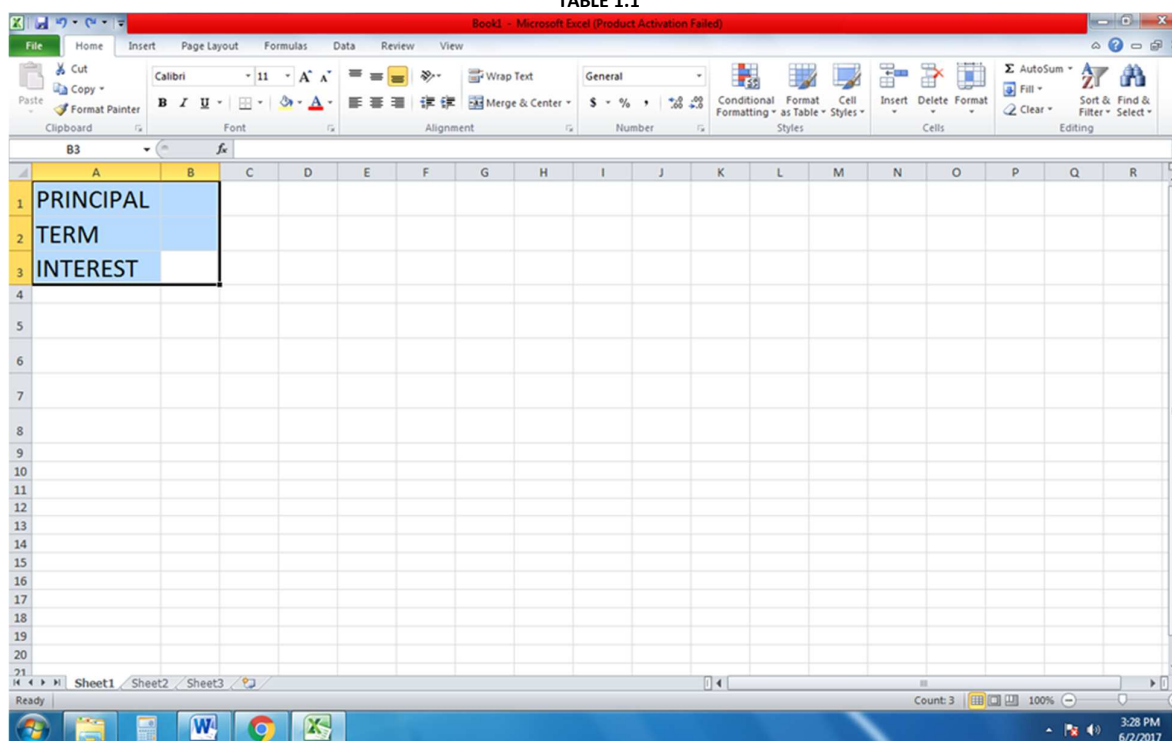 TABLE 1.1
Book1 - Microsoft Excel (Product Activation Failed)
File Home Insert Page Layout Formulas Data Review View
Cut
Copy
Format Painter
Paste
Clipboard
Calibri 11
B I U
Font
Wrap Text
Merge & Center
Alignment
General
$ % ,
Number
Conditional Formatting
Format as Table
Cell Styles
Styles
Insert Delete Format
Cells
Σ AutoSum
Fill
Clear
Sort & Filter
Find & Select
Editing
B3 fx
A B C D E F G H I J K L M N O P Q R
1 PRINCIPAL
2 TERM
3 INTEREST
4
5
6
7
8
9
10
11
12
13
14
15
16
17
18
19
20
21
Sheet1 Sheet2 Sheet3
Ready Count: 3 100%
3:28 PM
6/2/2017